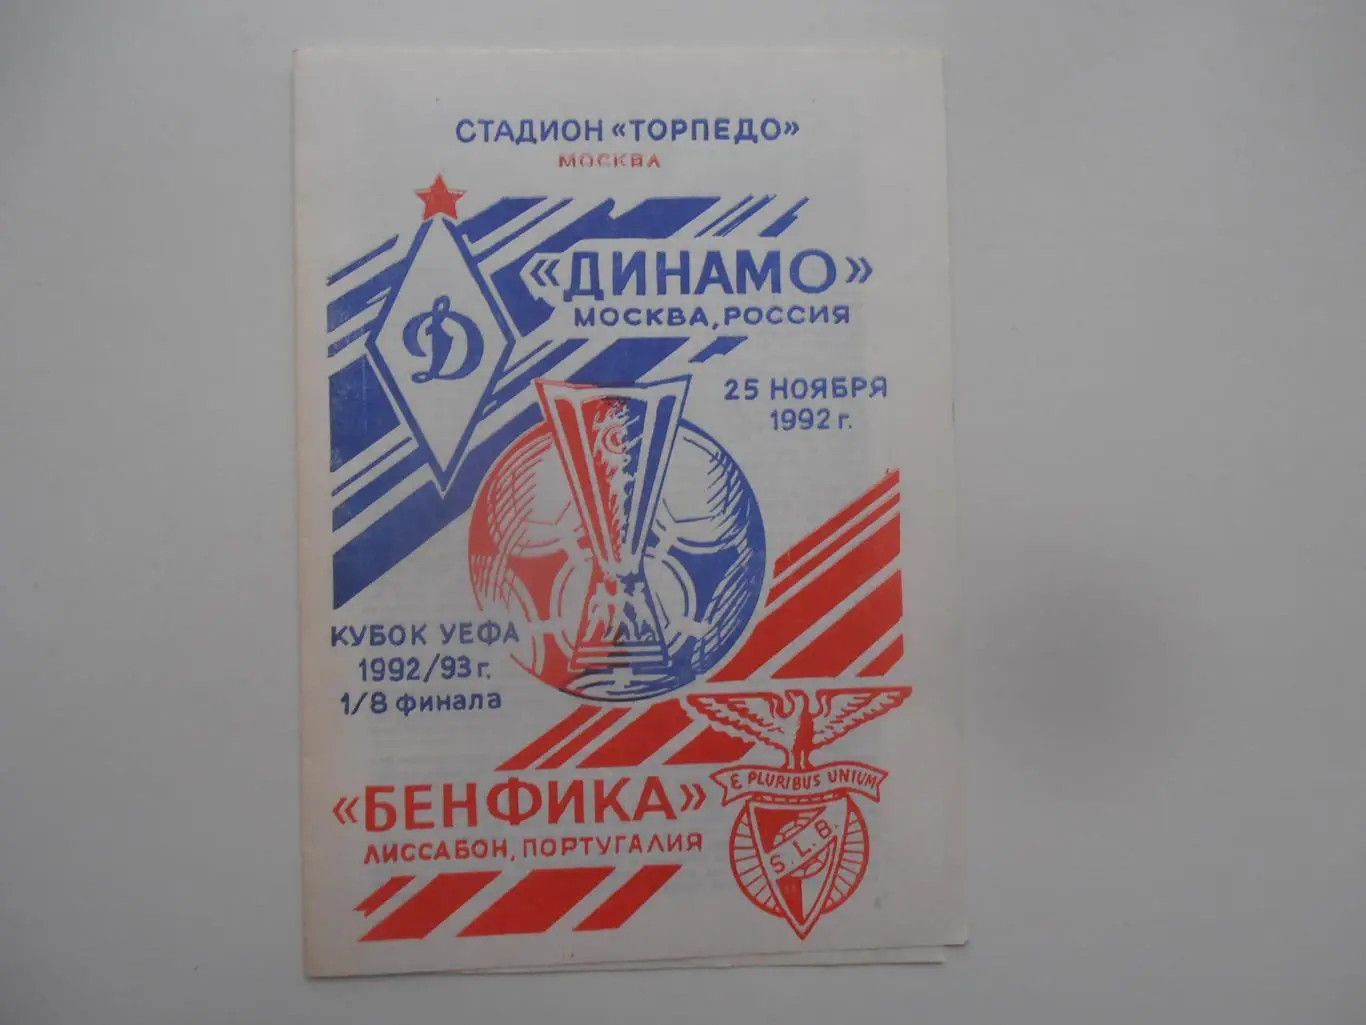 СТАДИОН «ТОРПЕДО»
МОСКВА
«ДИНАМО»
МОСКВА, РОССИЯ
Д
25 НОЯБРЯ
1992 г.
КУБОК УЕФА
1992/93 г.
1/8 финала
«БЕНФИКА»
ЛИССАБОН, ПОРТУГАЛИЯ
E PLURIBUS UNIUM
S.L.B.